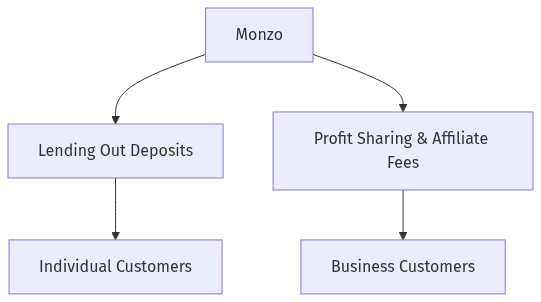 Monzo
Lending Out Deposits
Profit Sharing & Affiliate
Fees
Individual Customers
Business Customers